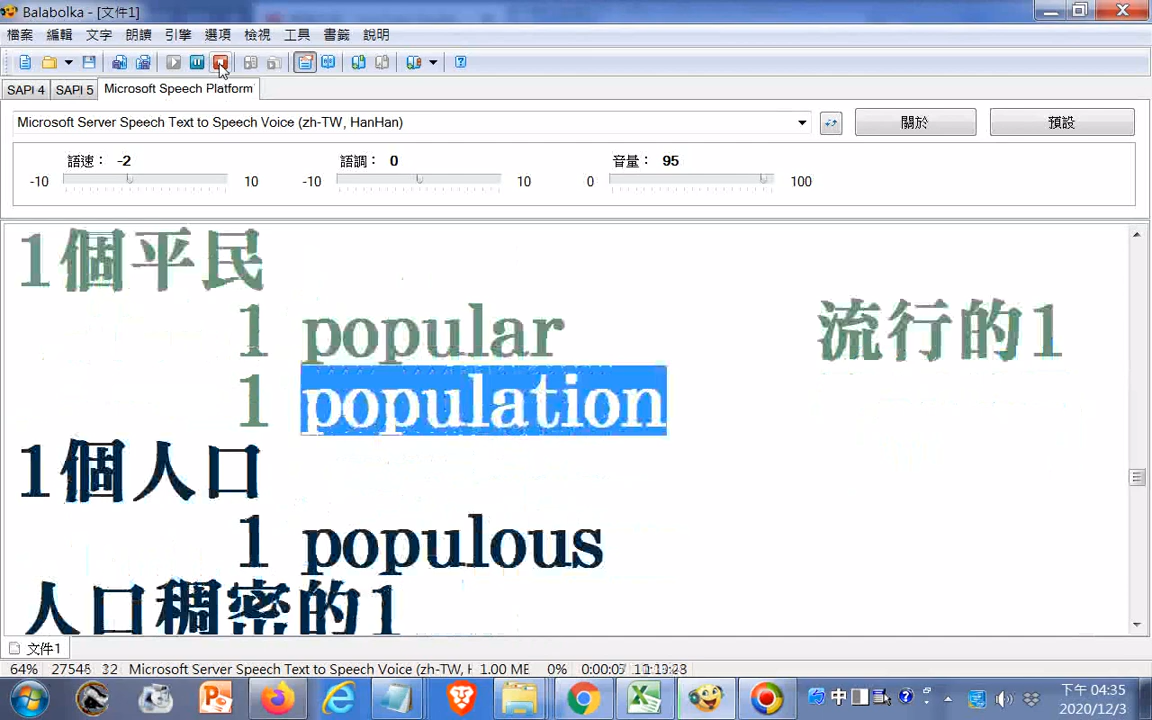 Balabolka - [文件1]
檔案 編輯 文字 朗讀 引擎 選項 檢視 工具 書籤 說明
SAPI 4 SAPI 5 Microsoft Speech Platform
Microsoft Server Speech Text to Speech Voice (zh-TW, HanHan) 關於 預設
語速： -2 語調： 0 音量： 95
-10 10 -10 10 0 100
1個平民
1 popular 流行的1
1 population
1個人口
1 populous
人口稠密的1
文件1
64% 27548 32 Microsoft Server Speech Text to Speech Voice (zh-TW, H 1.00 ME 0%
中 下午 04:35
2020/12/3